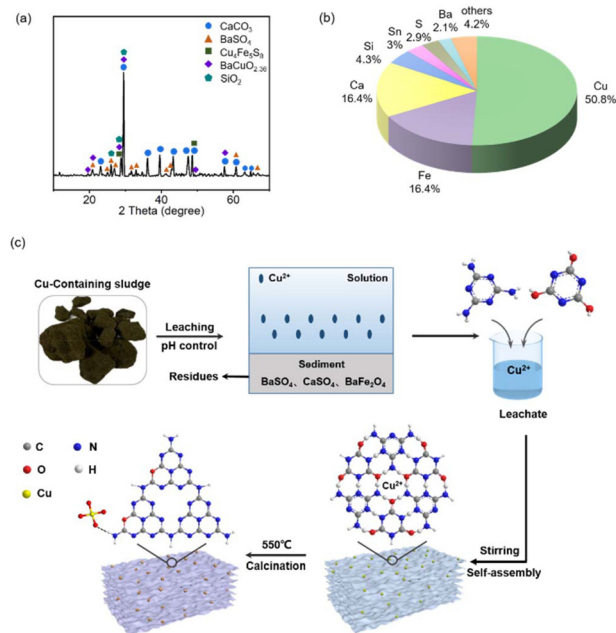 (a)
CaCO3
BaSO4
Cu4Fe5S8
BaCuO2.36
SiO2
20 40 60
2 Theta (degree)
(b)
others
4.2%
Ba
2.1%
S
2.9%
Sn
3%
Si
4.3%
Ca
16.4%
Fe
16.4%
Cu
50.8%
(c)
Cu-Containing sludge
Leaching
pH control
Residues
Cu2+
Solution
Sediment
BaSO4、CaSO4、BaFe2O4
Cu2+
Leachate
C
N
O
H
Cu
550℃
Calcination
Cu2+
Stirring
Self-assembly